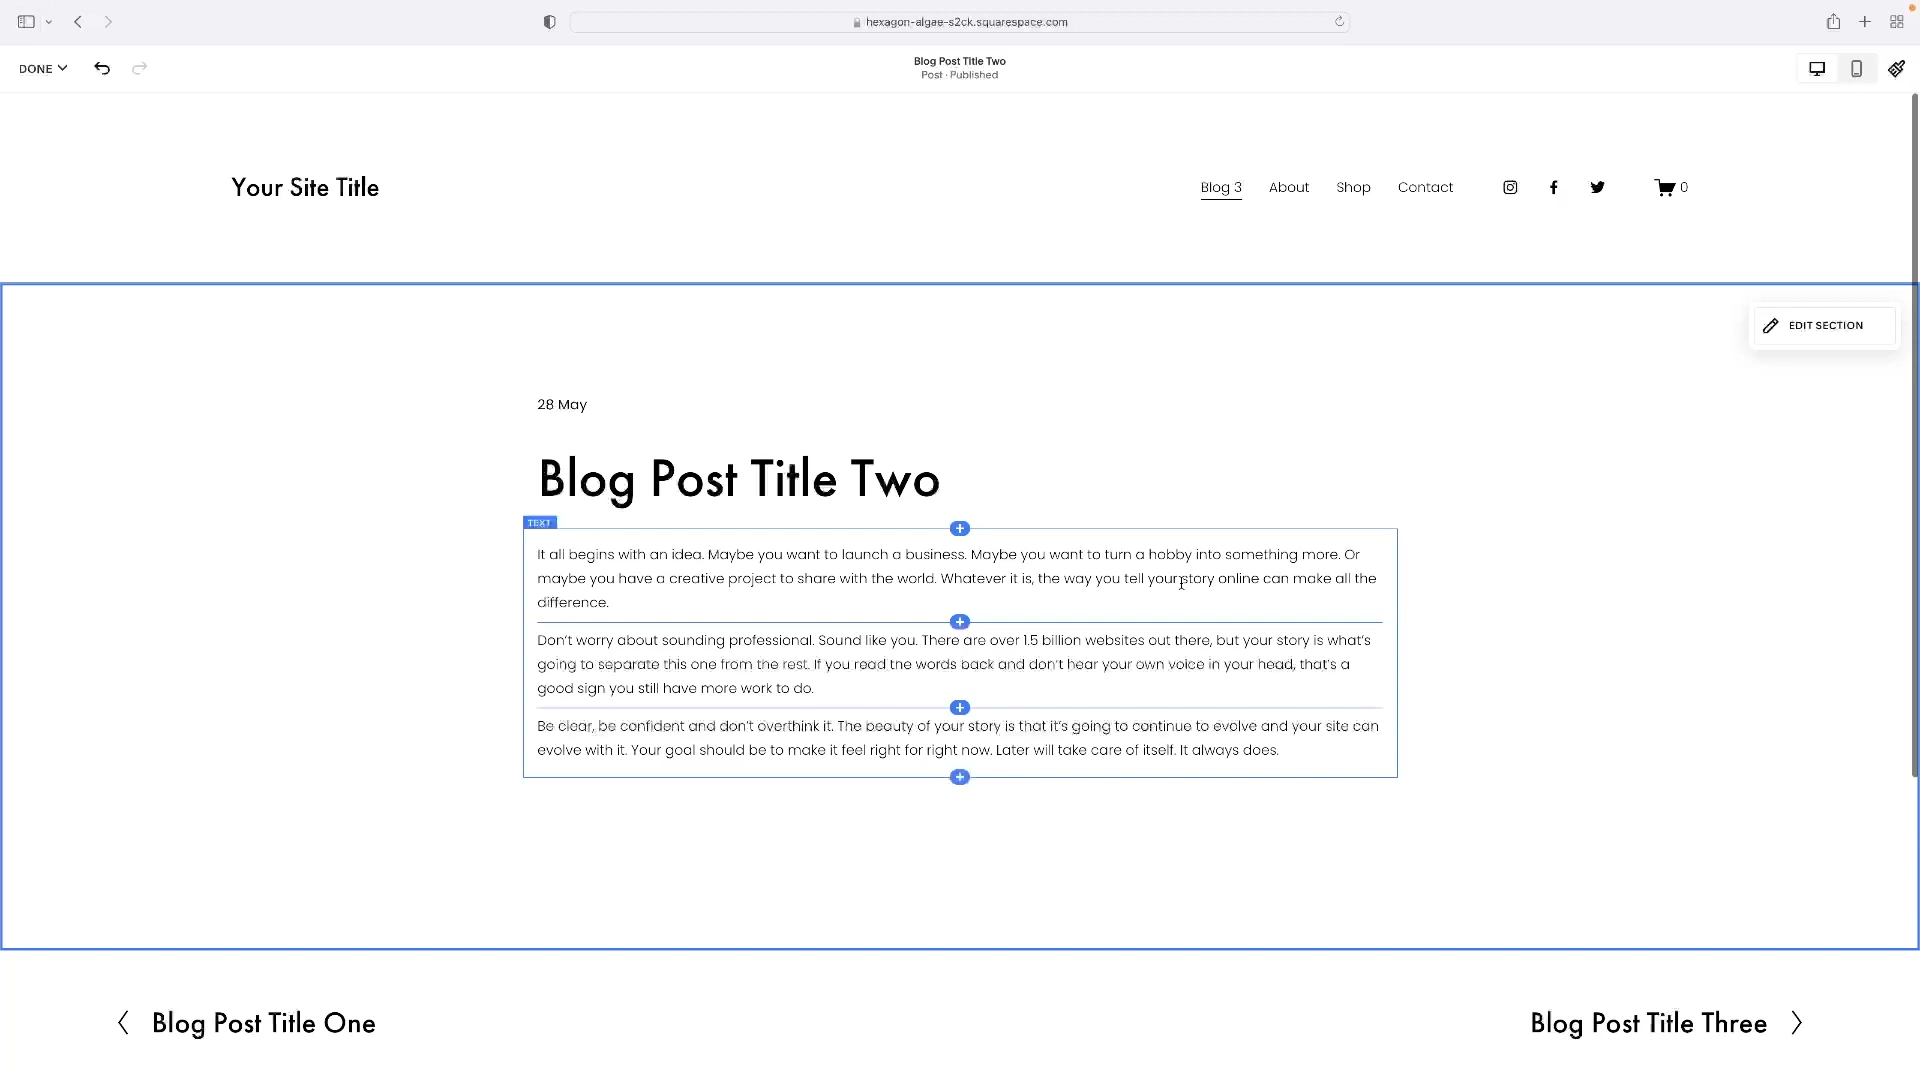 hexagon-algae-s2ck.squarespace.com
DONE
Blog Post Title Two
Post · Published
Your Site Title
Blog 3
About
Shop
Contact
0
EDIT SECTION
28 May
Blog Post Title Two
TEXT
It all begins with an idea. Maybe you want to launch a business. Maybe you want to turn a hobby into something more. Or
maybe you have a creative project to share with the world. Whatever it is, the way you tell your story online can make all the
difference.
Don’t worry about sounding professional. Sound like you. There are over 1.5 billion websites out there, but your story is what’s
going to separate this one from the rest. If you read the words back and don’t hear your own voice in your head, that’s a
good sign you still have more work to do.
Be clear, be confident and don’t overthink it. The beauty of your story is that it’s going to continue to evolve and your site can
evolve with it. Your goal should be to make it feel right for right now. Later will take care of itself. It always does.
Blog Post Title One
Blog Post Title Three